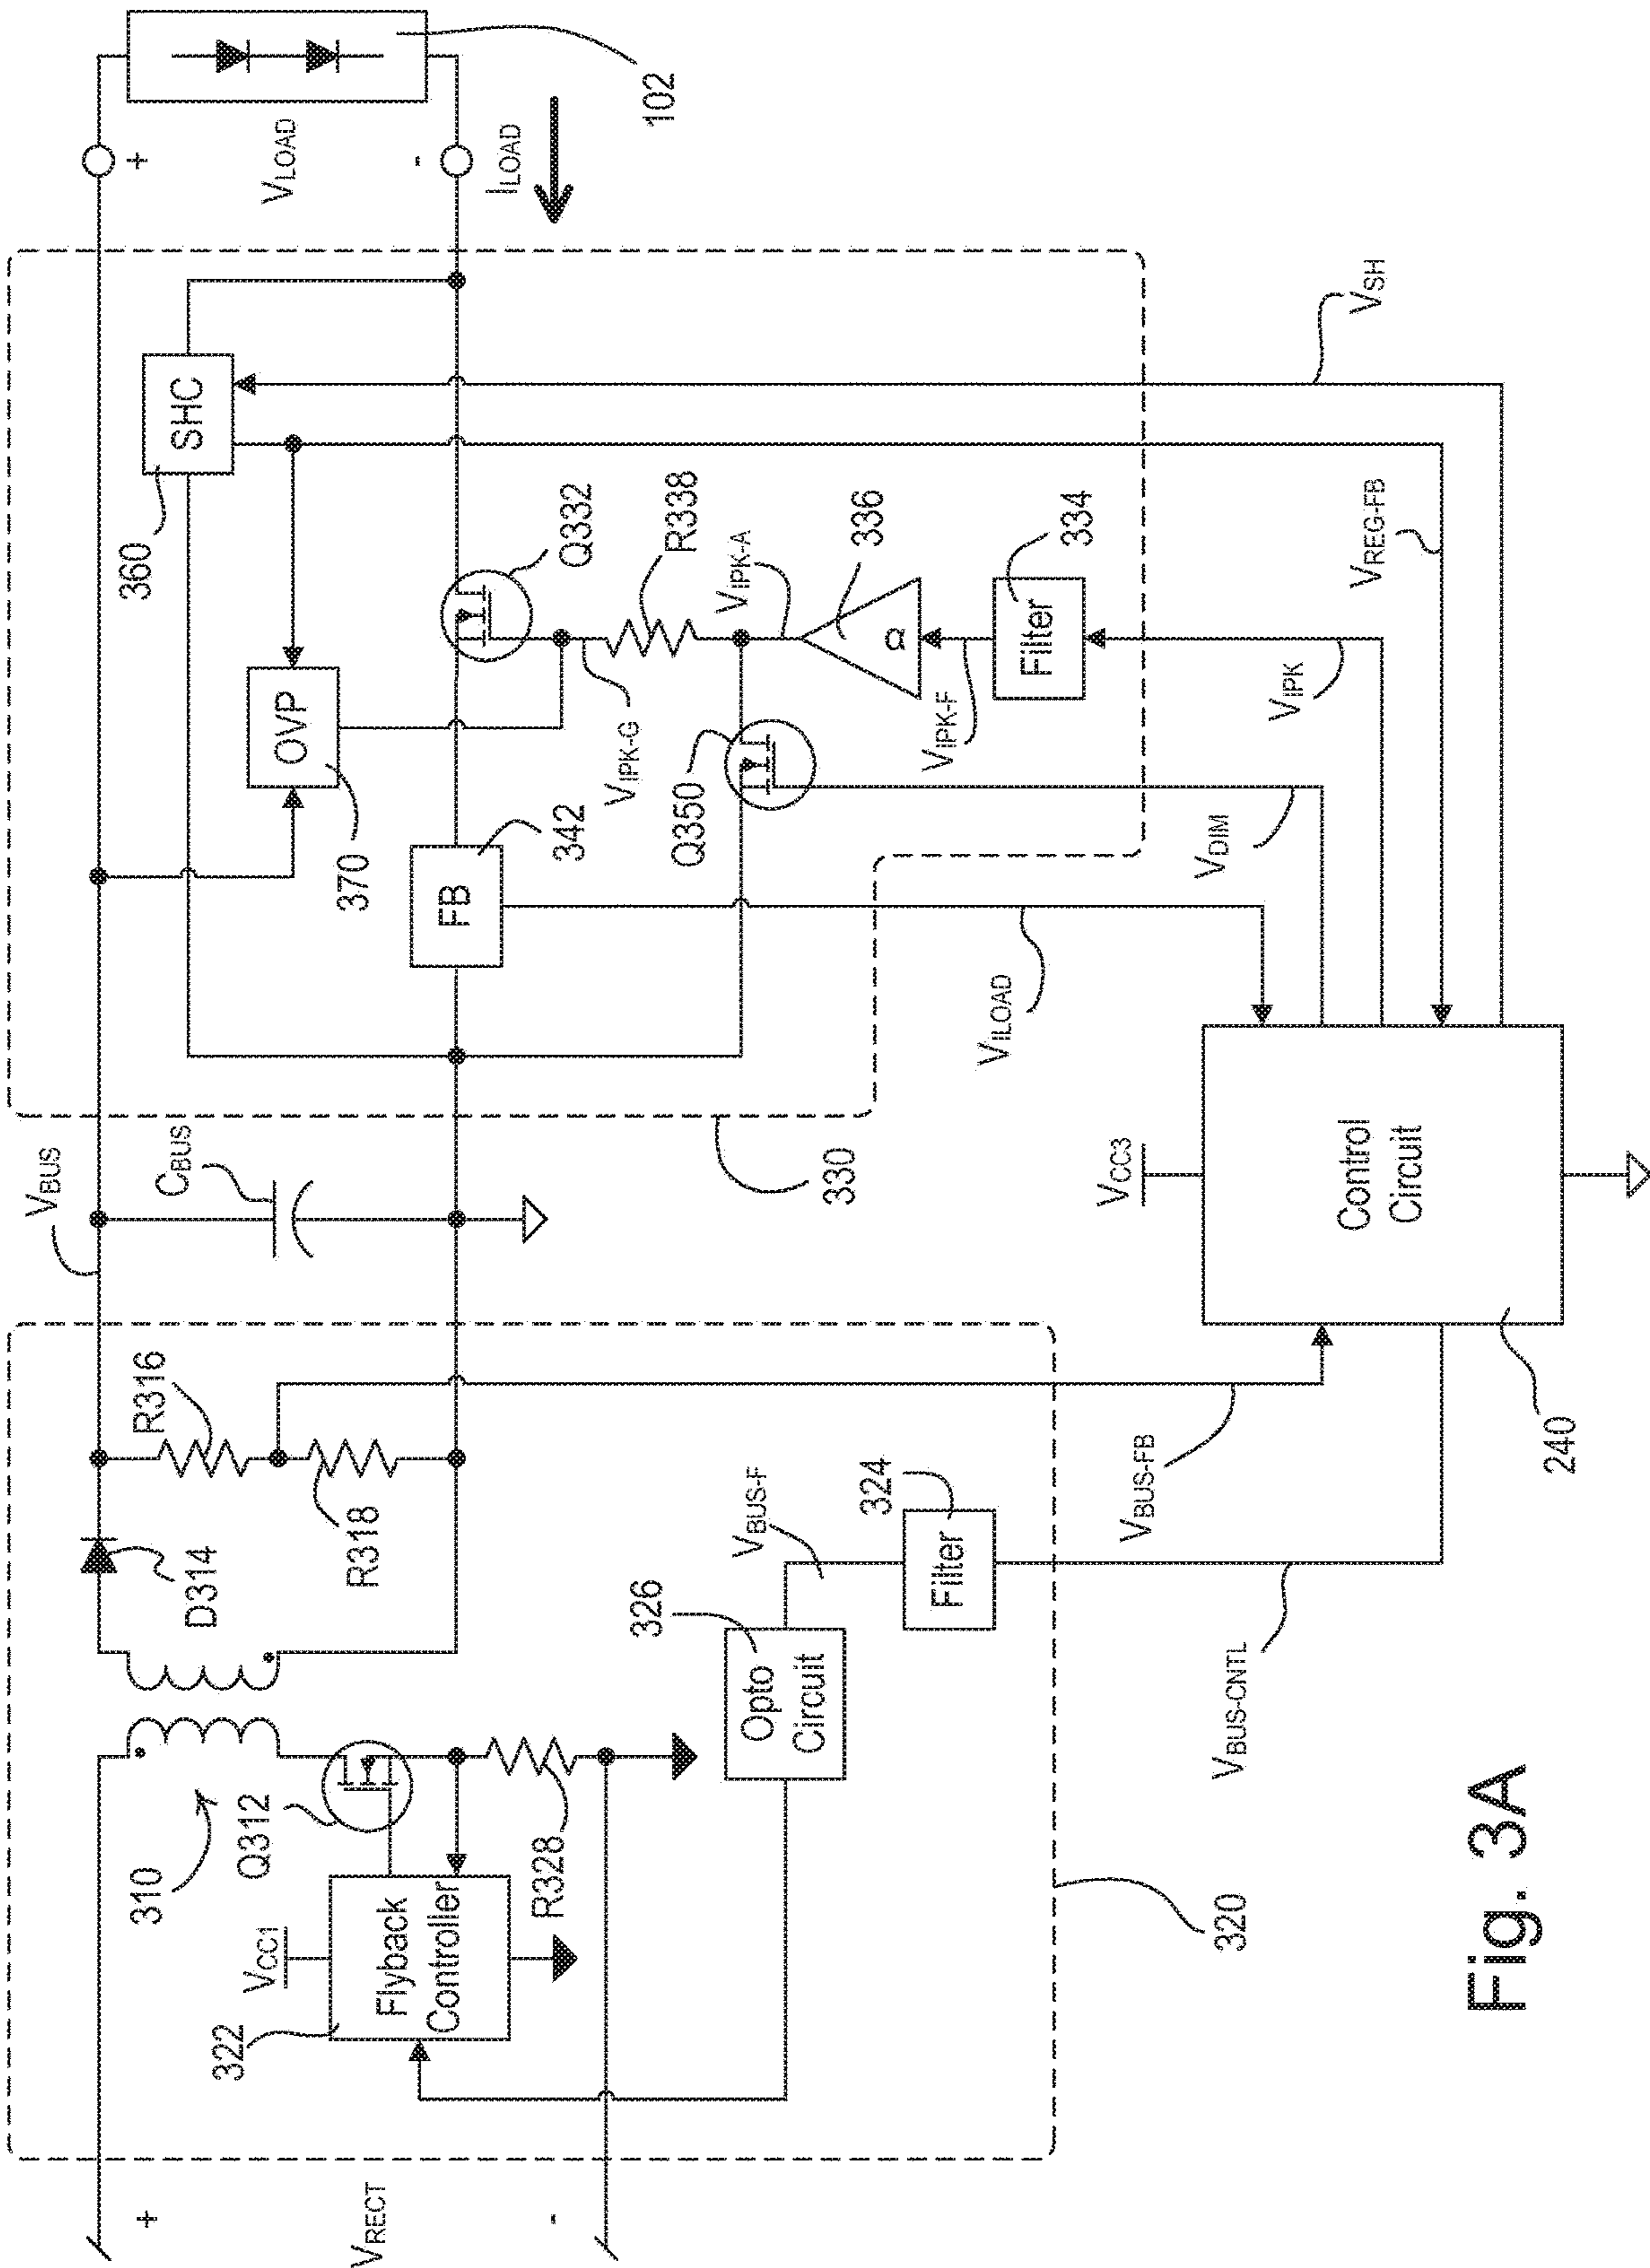 VRECT
+
-
320
310
Q312
VCC1
322
Flyback
Controller
R328
D314
R316
R318
326
Opto
Circuit
VBUS-F
324
Filter
VBUS-CNTL
VBUS-FB
VBUS
CBUS
330
VCC3
Control
Circuit
240
360
SHC
370
OVP
342
FB
Q332
VIPK-G
R338
VIPK-A
Q350
336
α
VIPK-F
334
Filter
VILOAD
VDIM
VIPK
VREG-FB
VSH
+
VLOAD
-
ILOAD
102
Fig. 3A